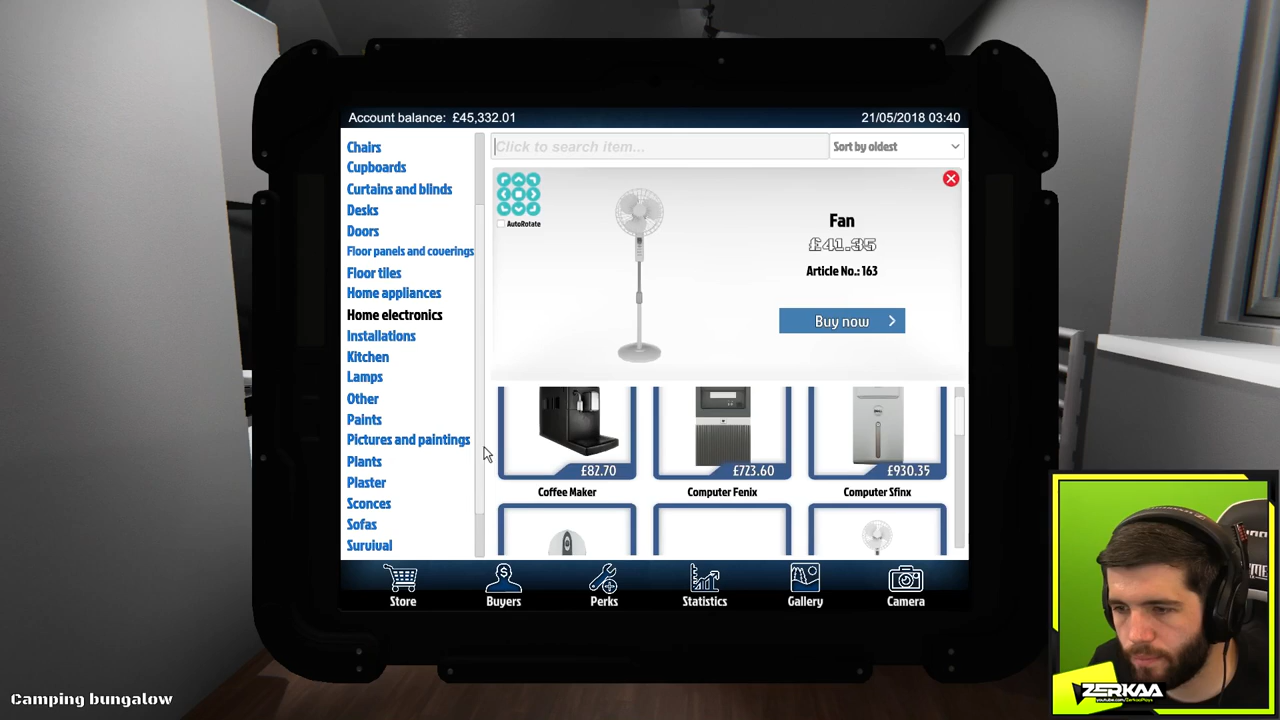 Account balance: £45,332.01
21/05/2018 03:40
Chairs
Cupboards
Curtains and blinds
Desks
Doors
Floor panels and coverings
Floor tiles
Home appliances
Home electronics
Installations
Kitchen
Lamps
Other
Paints
Pictures and paintings
Plants
Plaster
Sconces
Sofas
Survival
Click to search item...
Sort by oldest
AutoRotate
Fan
£41.35
Article No.: 163
Buy now
£82.70
£723.60
£930.35
Coffee Maker
Computer Fenix
Computer Sfinx
Store
Buyers
Perks
Statistics
Gallery
Camera
Camping bungalow
ZERKAA
youtube.com/ZerkaaPlays